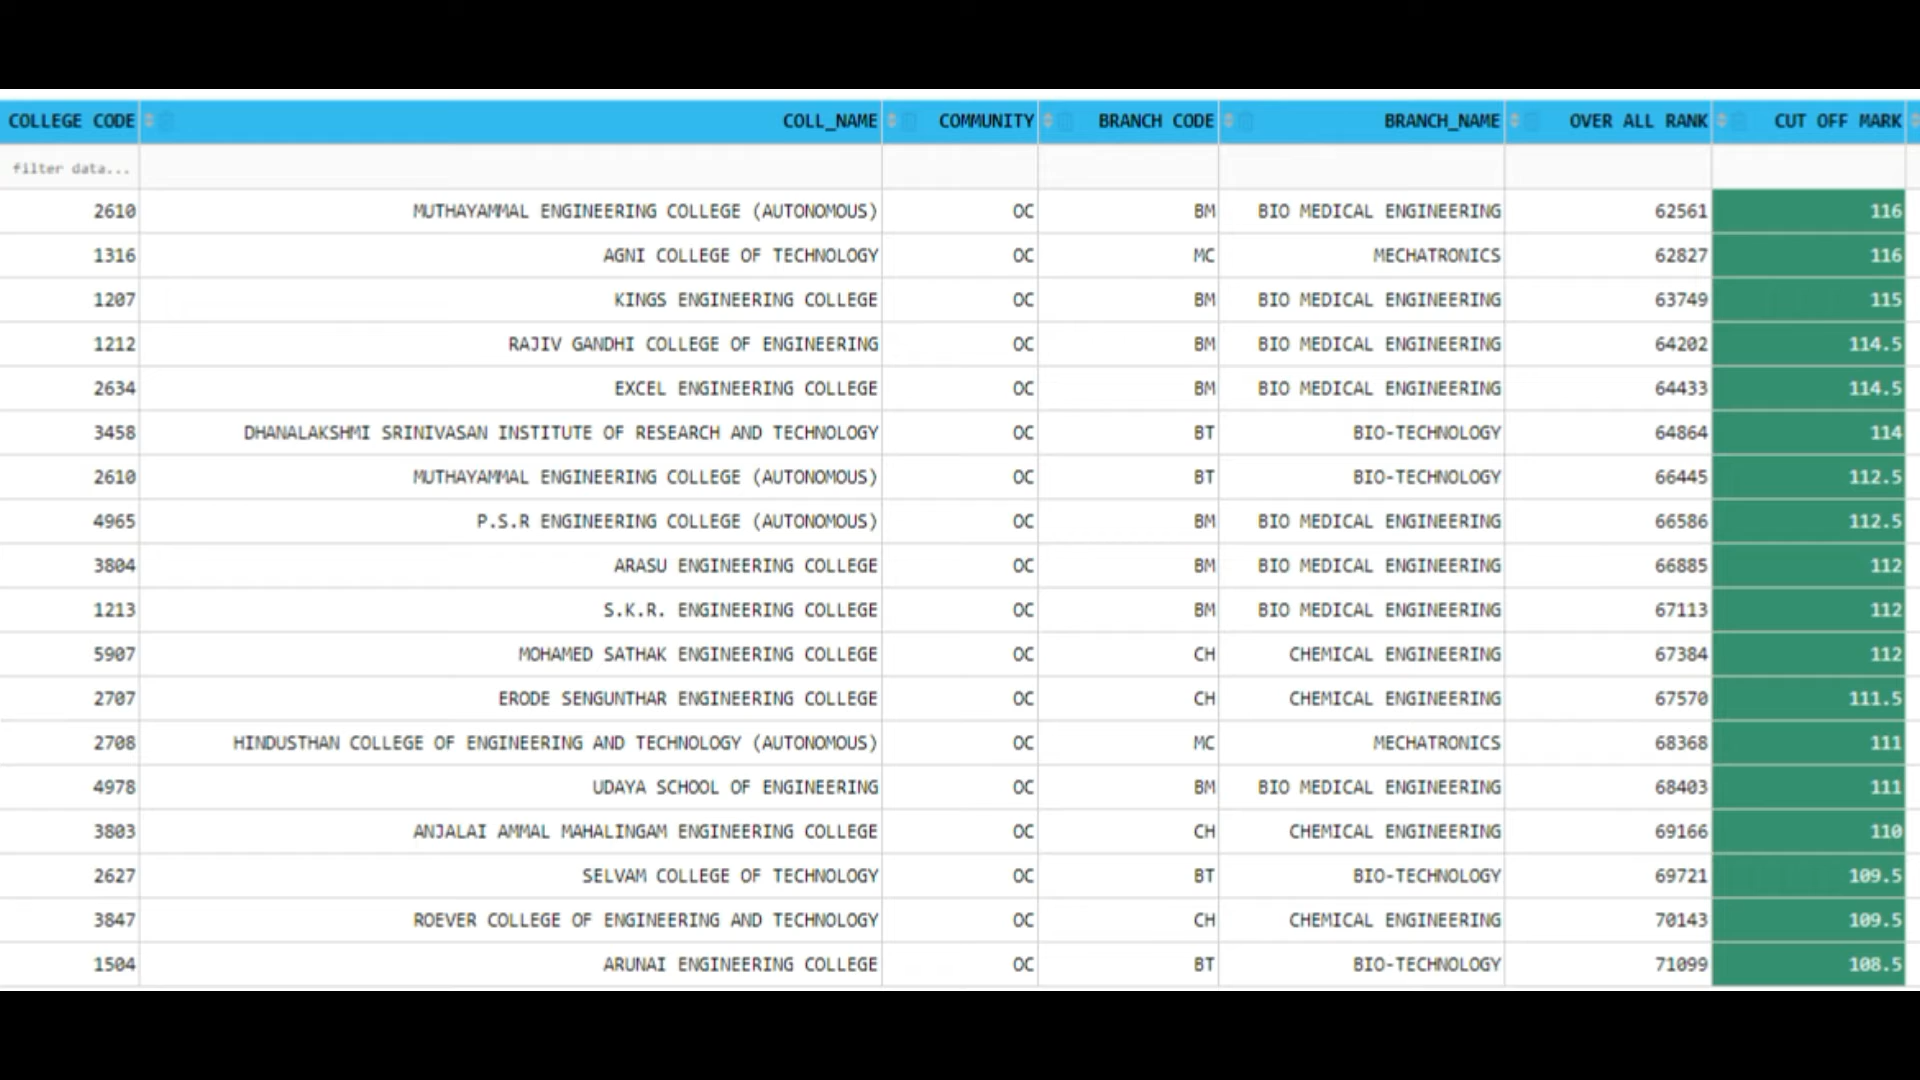 COLLEGE CODE COLL_NAME COMMUNITY BRANCH CODE BRANCH_NAME OVER ALL RANK CUT OFF MARK
filter data...
2610 MUTHAYAMMAL ENGINEERING COLLEGE (AUTONOMOUS) OC BM BIO MEDICAL ENGINEERING 62561 116
1316 AGNI COLLEGE OF TECHNOLOGY OC MC MECHATRONICS 62827 116
1207 KINGS ENGINEERING COLLEGE OC BM BIO MEDICAL ENGINEERING 63749 115
1212 RAJIV GANDHI COLLEGE OF ENGINEERING OC BM BIO MEDICAL ENGINEERING 64202 114.5
2634 EXCEL ENGINEERING COLLEGE OC BM BIO MEDICAL ENGINEERING 64433 114.5
3458 DHANALAKSHMI SRINIVASAN INSTITUTE OF RESEARCH AND TECHNOLOGY OC BT BIO-TECHNOLOGY 64864 114
2610 MUTHAYAMMAL ENGINEERING COLLEGE (AUTONOMOUS) OC BT BIO-TECHNOLOGY 66445 112.5
4965 P.S.R ENGINEERING COLLEGE (AUTONOMOUS) OC BM BIO MEDICAL ENGINEERING 66586 112.5
3804 ARASU ENGINEERING COLLEGE OC BM BIO MEDICAL ENGINEERING 66885 112
1213 S.K.R. ENGINEERING COLLEGE OC BM BIO MEDICAL ENGINEERING 67113 112
5907 MOHAMED SATHAK ENGINEERING COLLEGE OC CH CHEMICAL ENGINEERING 67384 112
2707 ERODE SENGUNTHAR ENGINEERING COLLEGE OC CH CHEMICAL ENGINEERING 67570 111.5
2708 HINDUSTHAN COLLEGE OF ENGINEERING AND TECHNOLOGY (AUTONOMOUS) OC MC MECHATRONICS 68368 111
4978 UDAYA SCHOOL OF ENGINEERING OC BM BIO MEDICAL ENGINEERING 68403 111
3803 ANJALAI AMMAL MAHALINGAM ENGINEERING COLLEGE OC CH CHEMICAL ENGINEERING 69166 110
2627 SELVAM COLLEGE OF TECHNOLOGY OC BT BIO-TECHNOLOGY 69721 109.5
3847 ROEVER COLLEGE OF ENGINEERING AND TECHNOLOGY OC CH CHEMICAL ENGINEERING 70143 109.5
1504 ARUNAI ENGINEERING COLLEGE OC BT BIO-TECHNOLOGY 71099 108.5